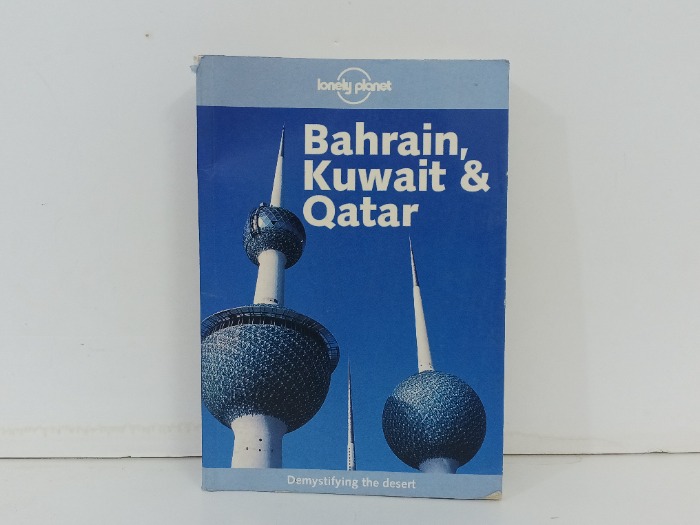 lonely planet
Bahrain,
Kuwait &
Qatar
Demystifying the desert